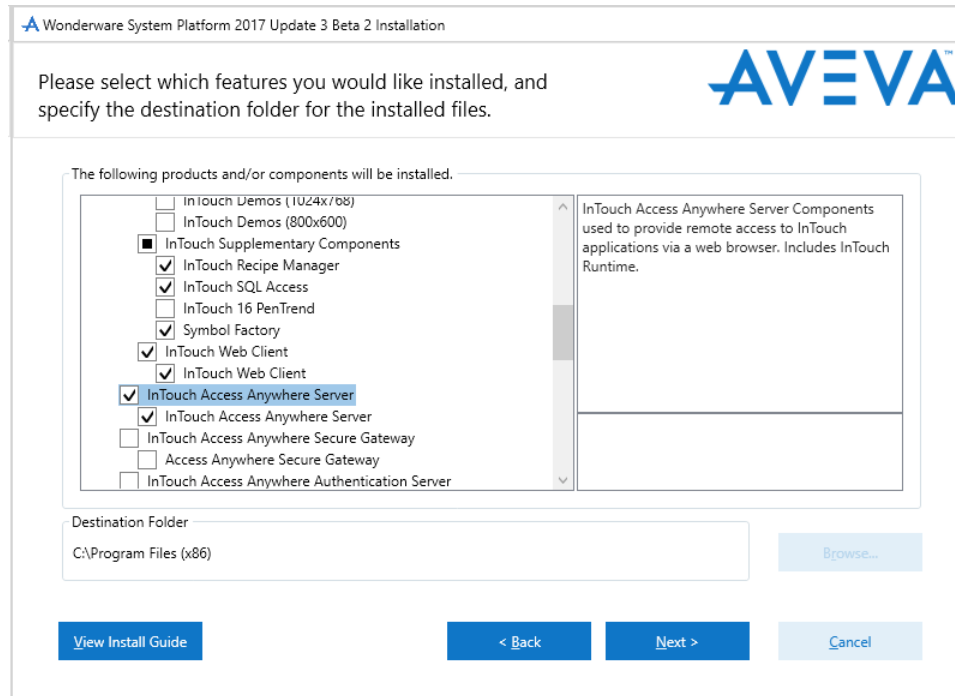 Wonderware System Platform 2017 Update 3 Beta 2 Installation
Please select which features you would like installed, and
specify the destination folder for the installed files.
AVEVA™
The following products and/or components will be installed.
InTouch Demos (1024x768)
InTouch Demos (800x600)
InTouch Supplementary Components
InTouch Recipe Manager
InTouch SQL Access
InTouch 16 PenTrend
Symbol Factory
InTouch Web Client
InTouch Web Client
InTouch Access Anywhere Server
InTouch Access Anywhere Server
InTouch Access Anywhere Secure Gateway
Access Anywhere Secure Gateway
InTouch Access Anywhere Authentication Server
InTouch Access Anywhere Server Components
used to provide remote access to InTouch
applications via a web browser. Includes InTouch
Runtime.
Destination Folder
C:\Program Files (x86)
Browse...
View Install Guide
< Back
Next >
Cancel